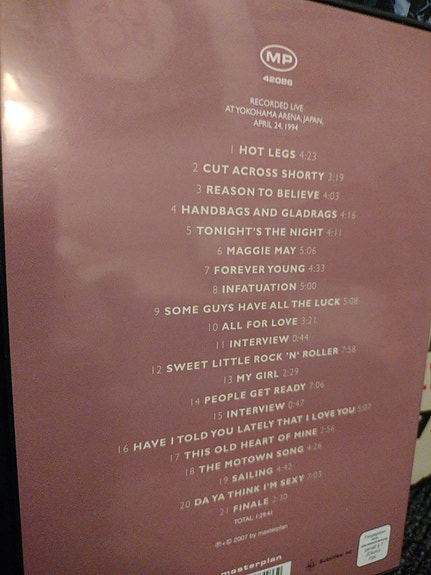 MP
42086
RECORDED LIVE
AT YOKOHAMA ARENA, JAPAN,
APRIL 24, 1994
1 HOT LEGS 4:23
2 CUT ACROSS SHORTY 3:19
3 REASON TO BELIEVE 4:03
4 HANDBAGS AND GLADRAGS 4:16
5 TONIGHT'S THE NIGHT 4:11
6 MAGGIE MAY 5:06
7 FOREVER YOUNG 4:33
8 INFATUATION 5:00
9 SOME GUYS HAVE ALL THE LUCK 5:08
10 ALL FOR LOVE 3:21
11 INTERVIEW 0:44
12 SWEET LITTLE ROCK 'N' ROLLER 7:58
13 MY GIRL 2:29
14 PEOPLE GET READY 7:06
15 INTERVIEW 0:47
16 HAVE I TOLD YOU LATELY THAT I LOVE YOU 5:07
17 THIS OLD HEART OF MINE 2:56
18 THE MOTOWN SONG 4:26
19 SAILING 4:42
20 DA YA THINK I'M SEXY 7:03
21 FINALE 2:30
TOTAL: 1:29:41
℗+© 2007 by masterplan
masterplan